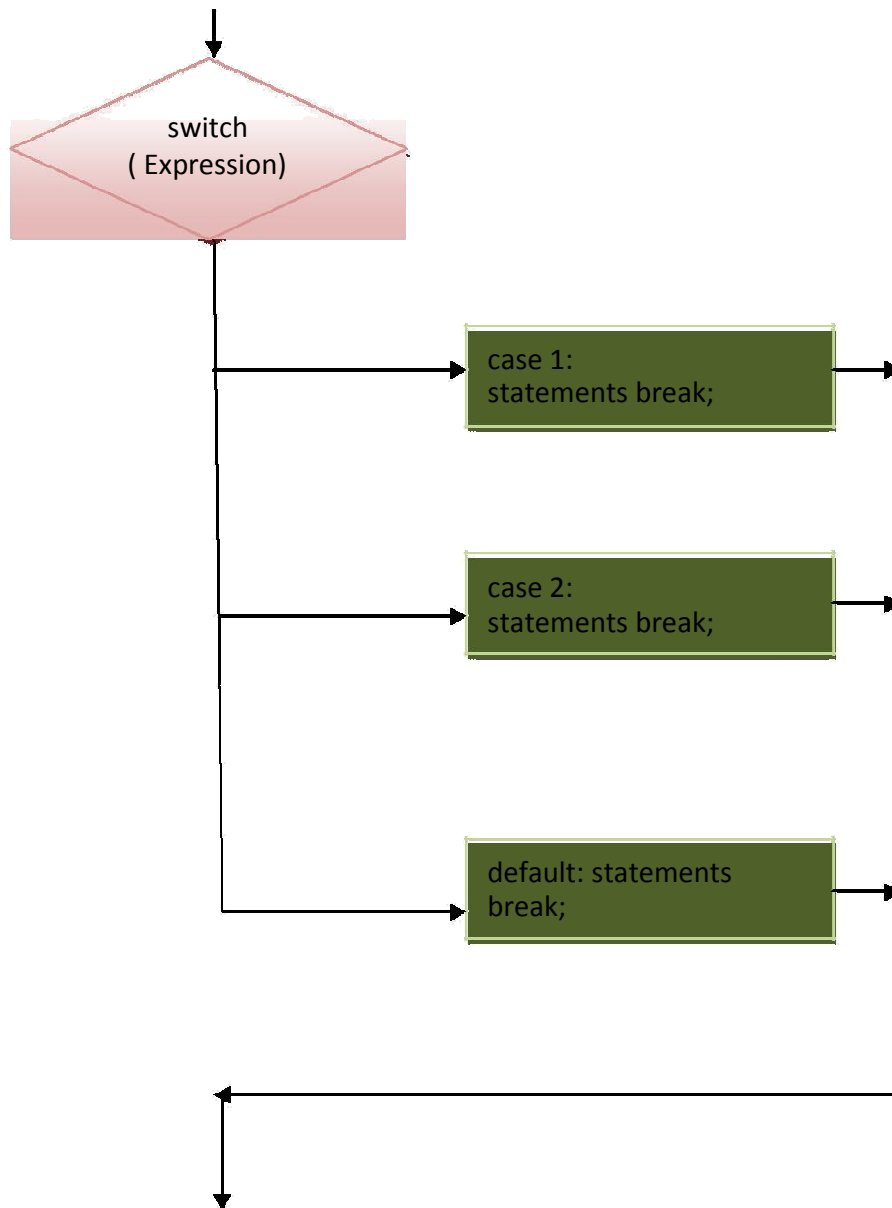 switch
( Expression)
case 1:
statements break;
case 2:
statements break;
default: statements
break;